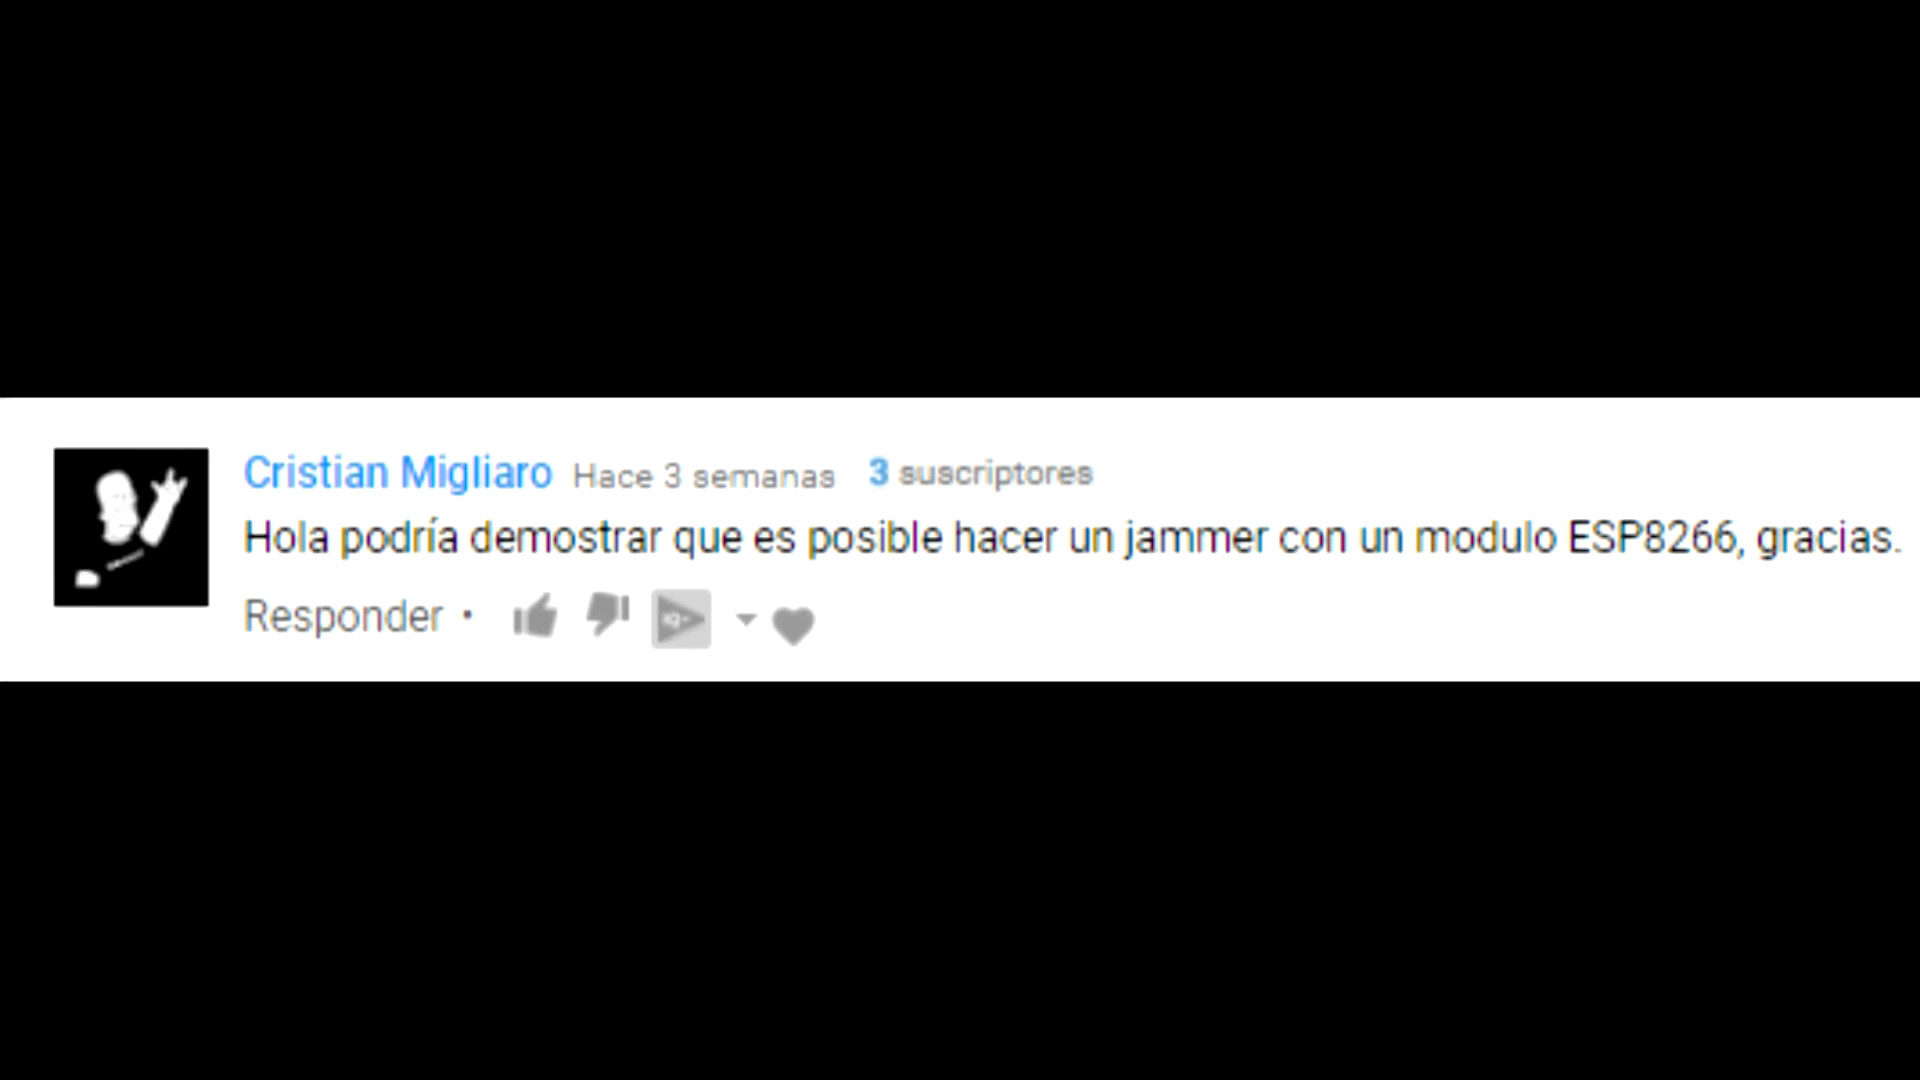 Cristian Migliaro Hace 3 semanas 3 suscriptores
Hola podría demostrar que es posible hacer un jammer con un modulo ESP8266, gracias.
Responder •